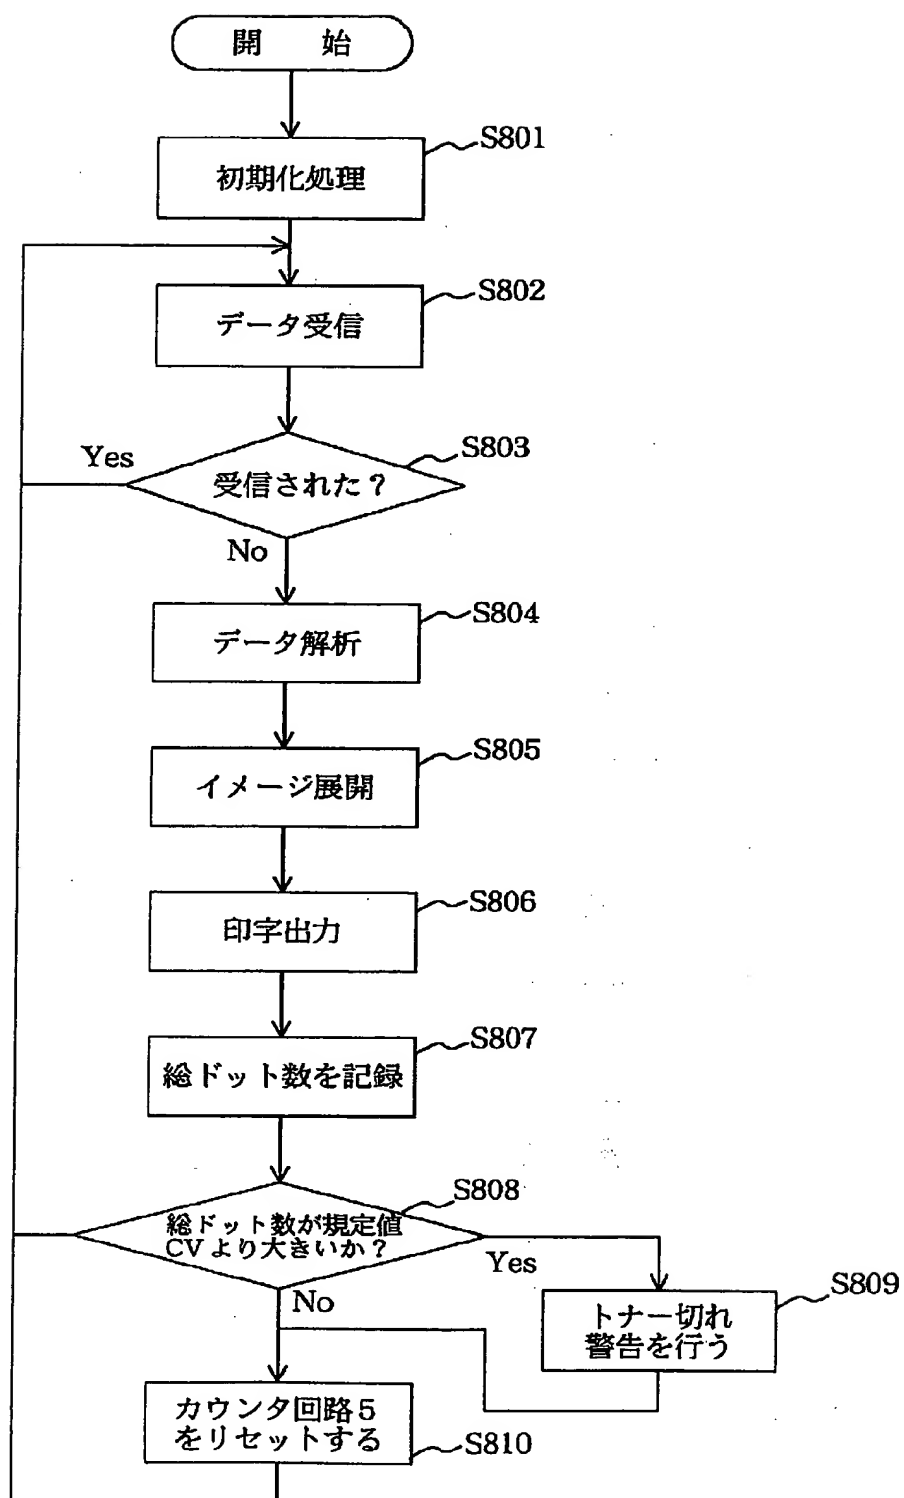 開　　始
S801
初期化処理
S802
データ受信
S803
Yes
受信された？
No
S804
データ解析
S805
イメージ展開
S806
印字出力
S807
総ドット数を記録
S808
総ドット数が規定値
CVより大きいか？
Yes
No
S809
トナー切れ
警告を行う
カウンタ回路5
をリセットする
S810